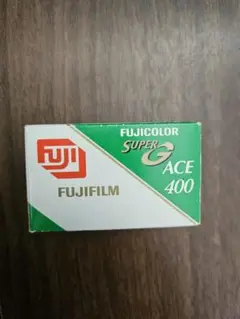 FUJICOLOR
SUPER G
ACE
400
FUJI
FUJIFILM